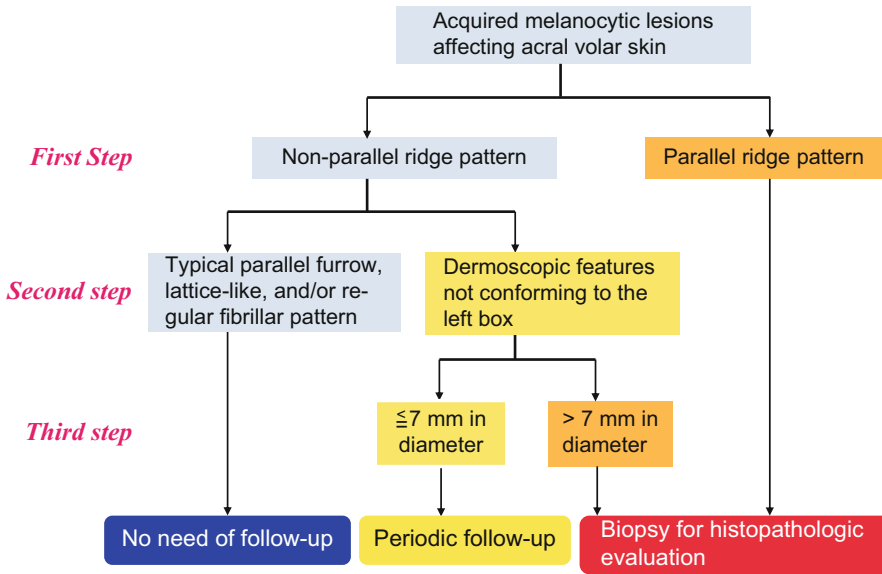 Acquired melanocytic lesions
affecting acral volar skin
First Step
Non-parallel ridge pattern
Parallel ridge pattern
Second step
Typical parallel furrow,
lattice-like, and/or re-
gular fibrillar pattern
Dermoscopic features
not conforming to the
left box
Third step
≦7 mm in
diameter
> 7 mm in
diameter
No need of follow-up
Periodic follow-up
Biopsy for histopathologic
evaluation